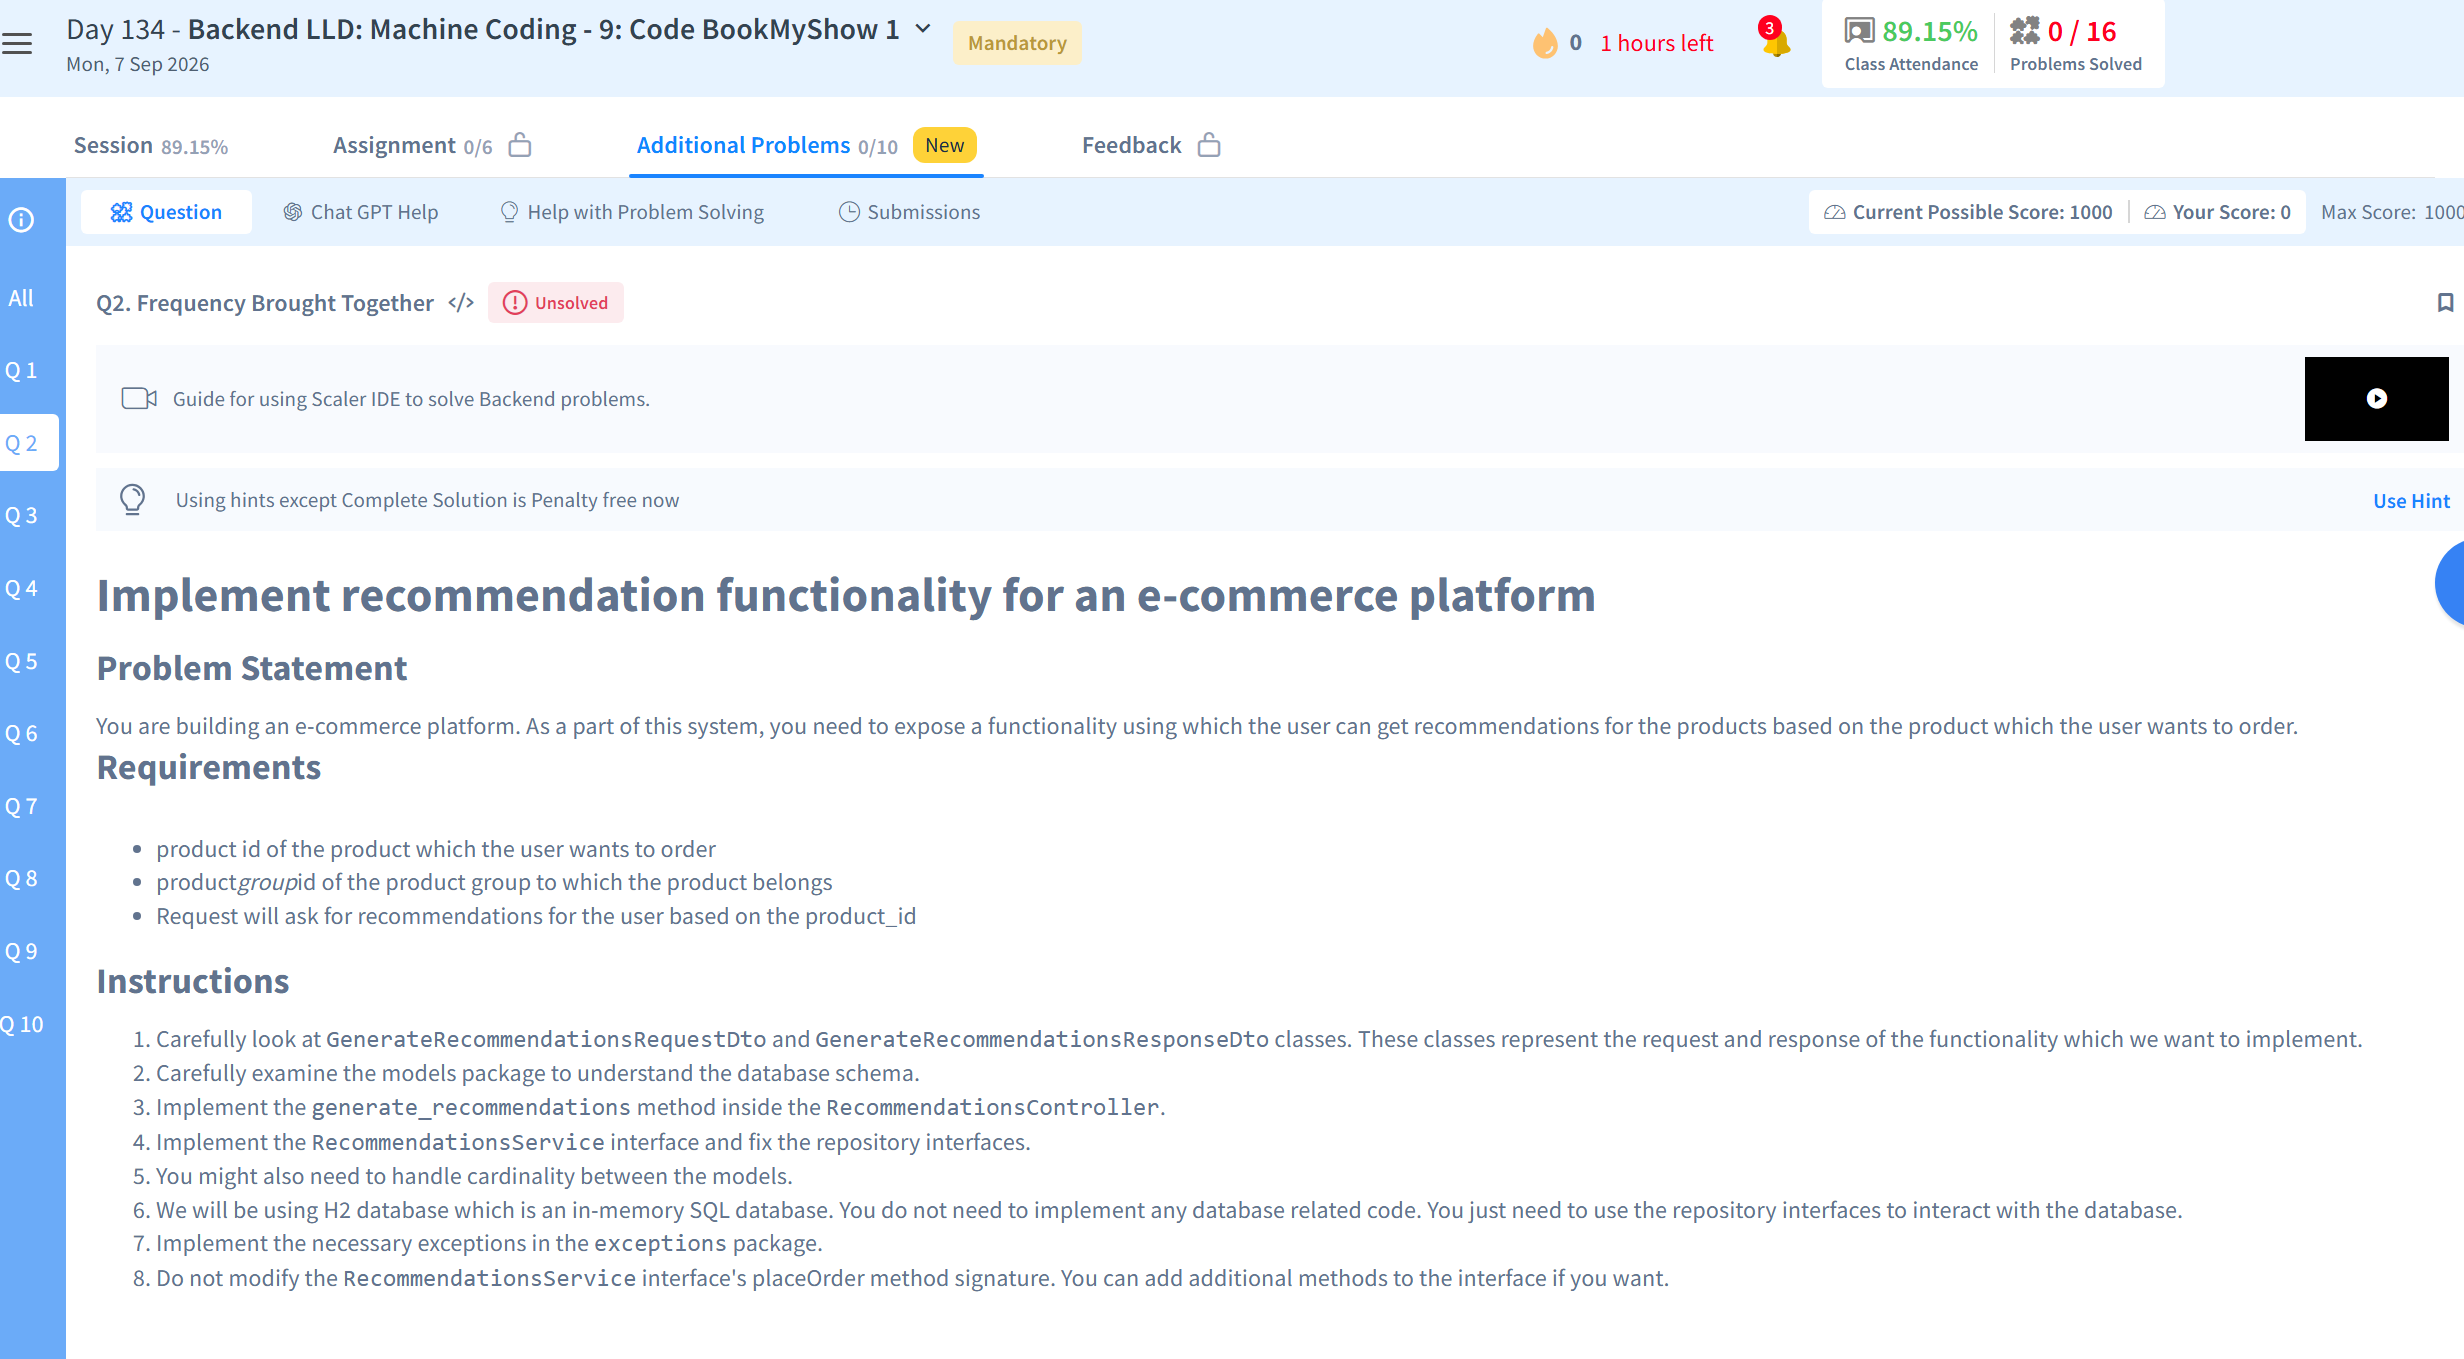 Day 134 - Backend LLD: Machine Coding - 9: Code BookMyShow 1
Mon, 7 Sep 2026
Mandatory
0
1 hours left
3
89.15%
Class Attendance
0 / 16
Problems Solved
Session 89.15%
Assignment 0/6
Additional Problems 0/10 New
Feedback
All
Q 1
Q 2
Q 3
Q 4
Q 5
Q 6
Q 7
Q 8
Q 9
Q 10
Question
Chat GPT Help
Help with Problem Solving
Submissions
Current Possible Score: 1000
Your Score: 0
Max Score: 1000
Q2. Frequency Brought Together </> Unsolved
Guide for using Scaler IDE to solve Backend problems.
Using hints except Complete Solution is Penalty free now
Use Hint
Implement recommendation functionality for an e-commerce platform
Problem Statement
You are building an e-commerce platform. As a part of this system, you need to expose a functionality using which the user can get recommendations for the products based on the product which the user wants to order.
Requirements
• product id of the product which the user wants to order
• productgroupid of the product group to which the product belongs
• Request will ask for recommendations for the user based on the product_id
Instructions
1. Carefully look at GenerateRecommendationsRequestDto and GenerateRecommendationsResponseDto classes. These classes represent the request and response of the functionality which we want to implement.
2. Carefully examine the models package to understand the database schema.
3. Implement the generate_recommendations method inside the RecommendationsController.
4. Implement the RecommendationsService interface and fix the repository interfaces.
5. You might also need to handle cardinality between the models.
6. We will be using H2 database which is an in-memory SQL database. You do not need to implement any database related code. You just need to use the repository interfaces to interact with the database.
7. Implement the necessary exceptions in the exceptions package.
8. Do not modify the RecommendationsService interface's placeOrder method signature. You can add additional methods to the interface if you want.